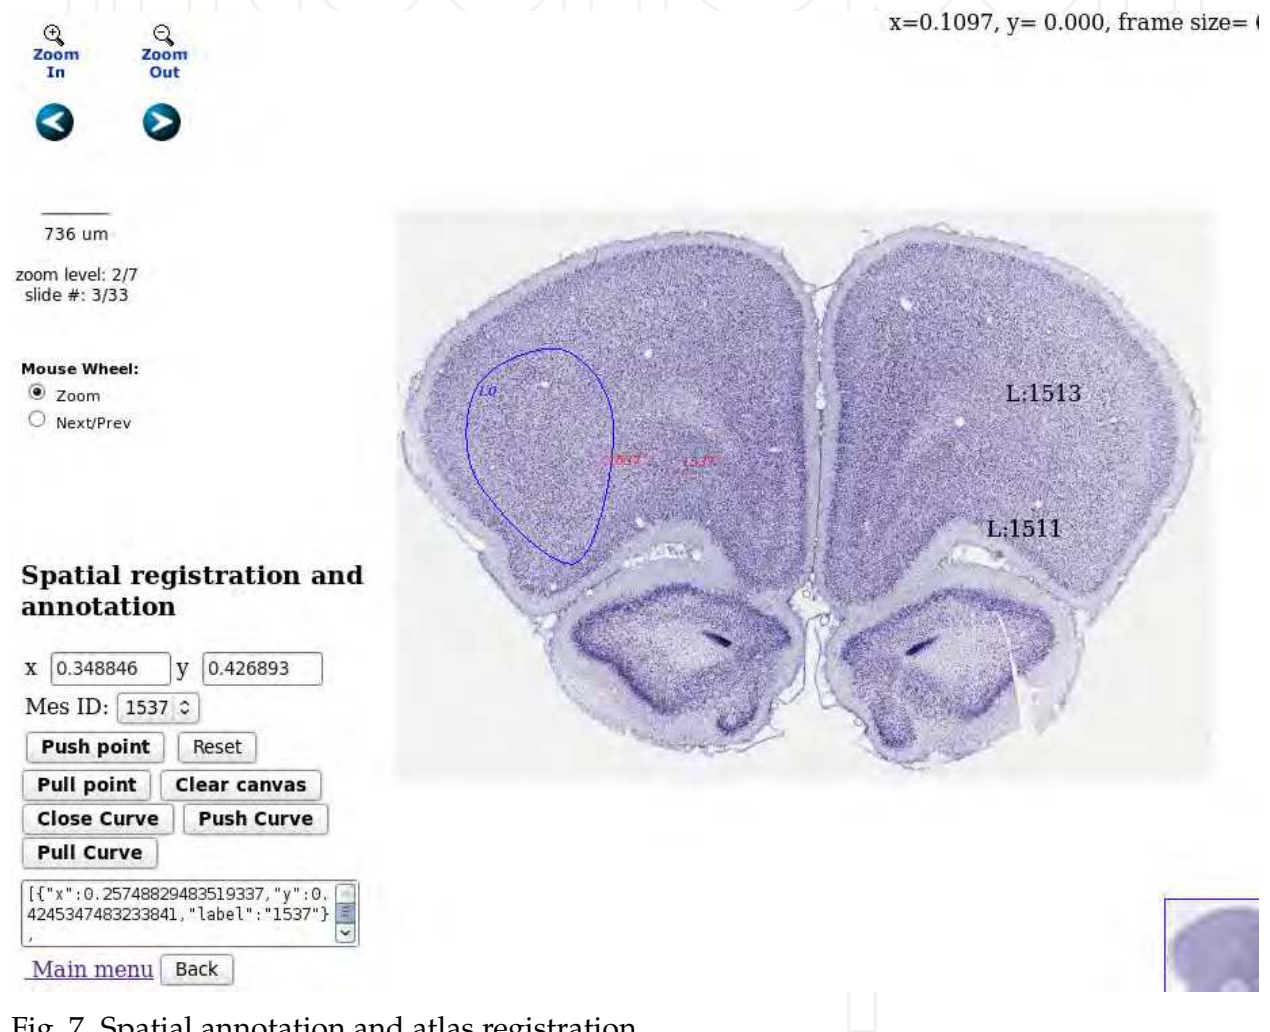 x=0.1097, y= 0.000, frame size=
Zoom In
Zoom Out
736 um
zoom level: 2/7
slide #: 3/33
Mouse Wheel:
Zoom
Next/Prev
L0
L:1513
1537
L:1511
Spatial registration and
annotation
x 0.348846 y 0.426893
Mes ID: 1537
Push point Reset
Pull point Clear canvas
Close Curve Push Curve
Pull Curve
[{"x":0.25748829483519337,"y":0.
4245347483233841,"label":"1537"}
,
Main menu Back
Fig. 7. Spatial annotation and atlas registration